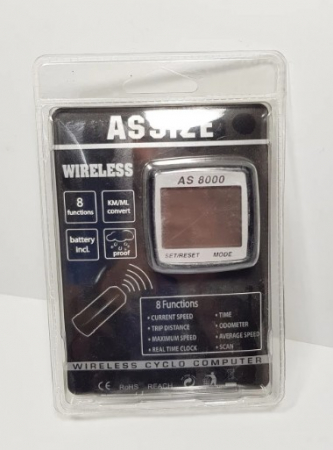 ASSIZE
WIRELESS
8
functions
KM/ML
convert
battery
incl.
proof
AS 8000
SET/RESET MODE
8 Functions
• CURRENT SPEED
• TRIP DISTANCE
• MAXIMUM SPEED
• REAL TIME CLOCK
• TIME
• ODOMETER
• AVERAGE SPEED
• SCAN
WIRELESS CYCLO COMPUTER
CE RoHS REACH